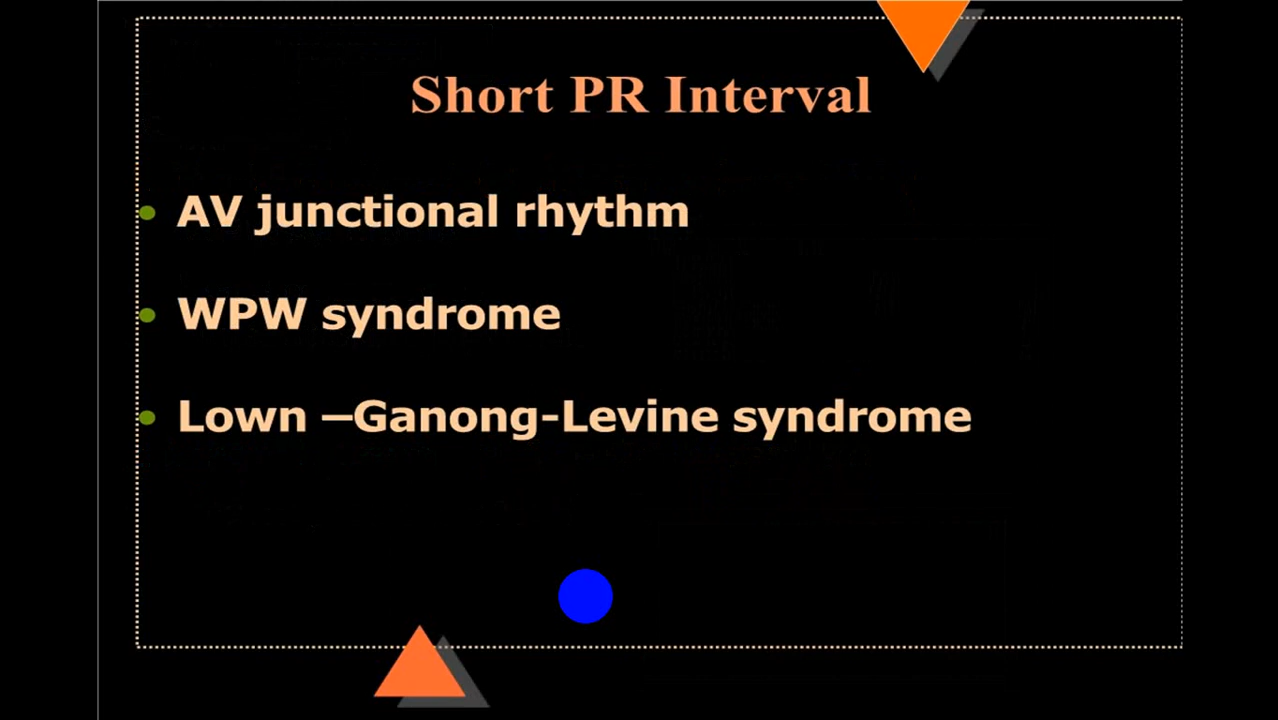 Short PR Interval
• AV junctional rhythm
• WPW syndrome
• Lown –Ganong-Levine syndrome